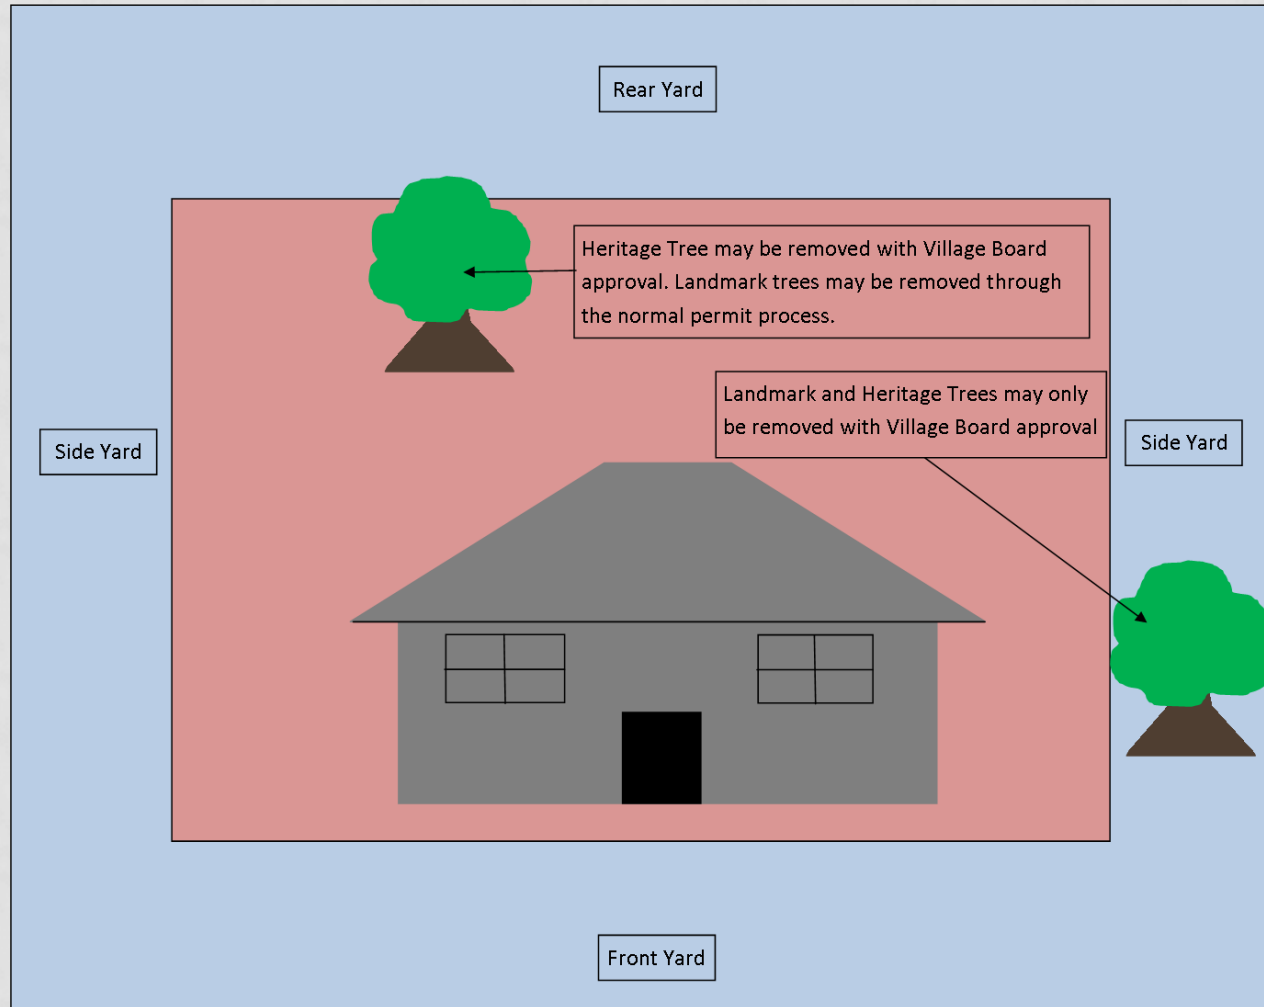 Rear Yard
Heritage Tree may be removed with Village Board
approval. Landmark trees may be removed through
the normal permit process.
Landmark and Heritage Trees may only
be removed with Village Board approval
Side Yard
Side Yard
Front Yard